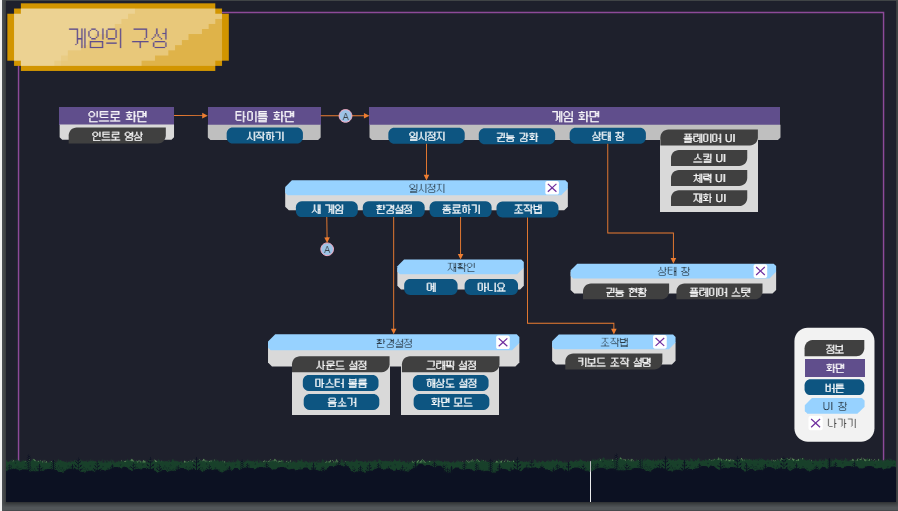 게임의 구성
인트로 화면
인트로 영상
타이틀 화면
시작하기
A
게임 화면
일시정지
권능 강화
상태 창
플레이어 UI
스킬 UI
체력 UI
재화 UI
일시정지
새 게임
환경설정
종료하기
조작법
A
재확인
예
아니요
상태 창
권능 현황
플레이어 스탯
환경설정
사운드 설정
마스터 볼륨
음소거
그래픽 설정
해상도 설정
화면 모드
조작법
키보드 조작 설명
정보
화면
버튼
UI 창
나가기